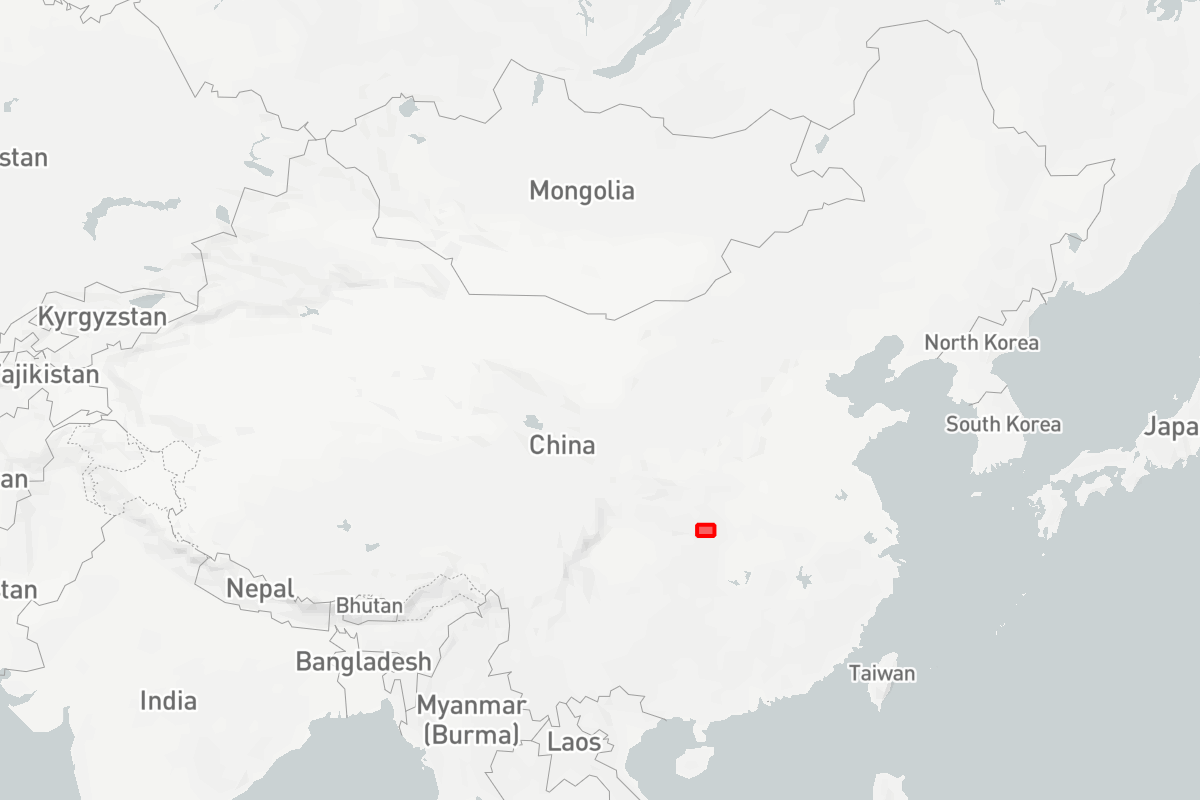 stan
Mongolia
Kyrgyzstan
North Korea
ajikistan
South Korea
Japa
China
an
Nepal
stan
Bhutan
Bangladesh
Taiwan
India
Myanmar
(Burma)
Laos